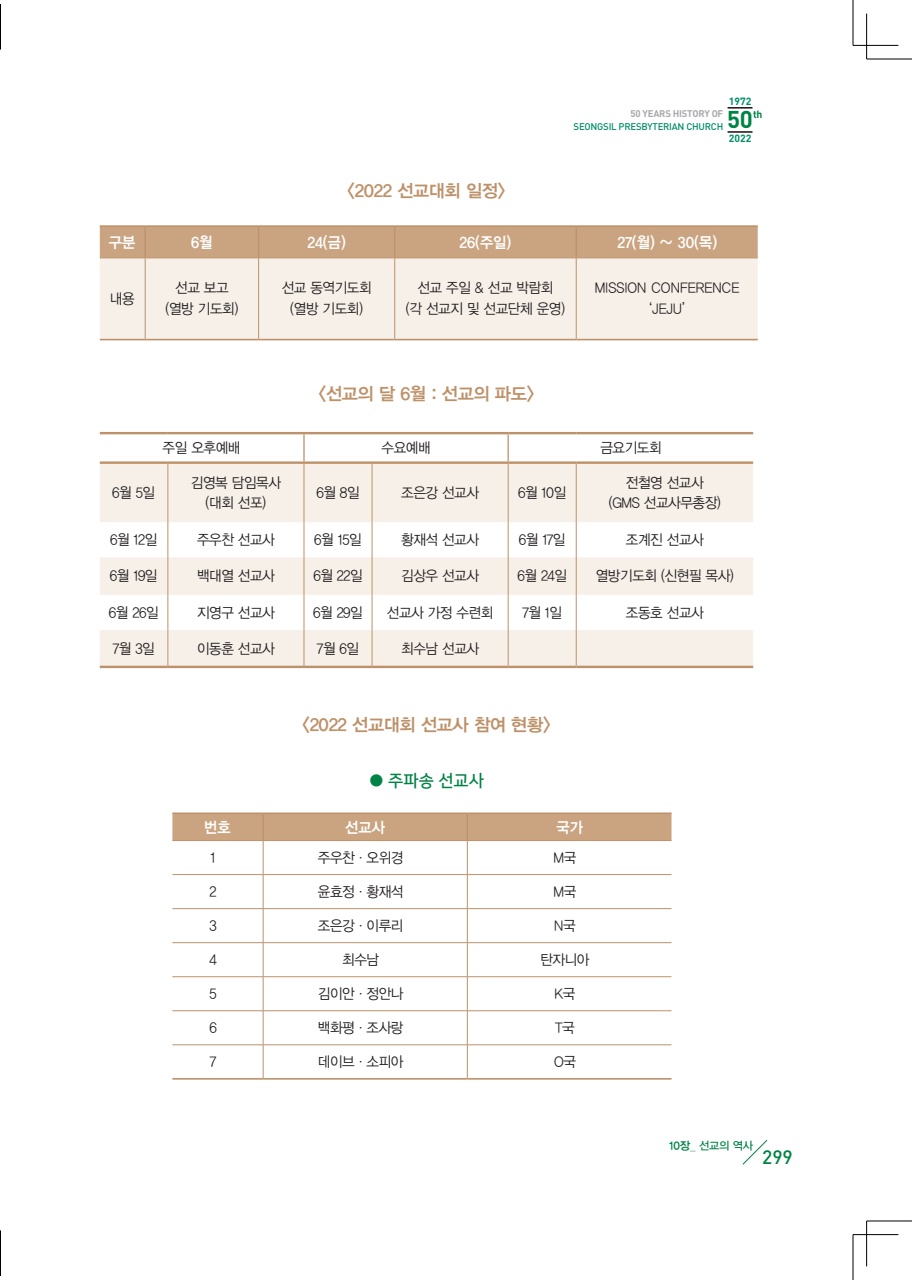 1972
50 YEARS HISTORY OF
SEONGSIL PRESBYTERIAN CHURCH
50th
2022
〈2022 선교대회 일정〉
구분 6월 24(금) 26(주일) 27(월) ~ 30(목)
내용
선교 보고
(열방 기도회)
선교 동역기도회
(열방 기도회)
선교 주일 & 선교 박람회
(각 선교지 및 선교단체 운영)
MISSION CONFERENCE
‘JEJU’
〈선교의 달 6월 : 선교의 파도〉
주일 오후예배 수요예배 금요기도회
6월 5일
김영복 담임목사
(대회 선포)
6월 8일 조은강 선교사 6월 10일
전철영 선교사
(GMS 선교사무총장)
6월 12일 주우찬 선교사 6월 15일 황재석 선교사 6월 17일 조계진 선교사
6월 19일 백대열 선교사 6월 22일 김상우 선교사 6월 24일 열방기도회 (신현필 목사)
6월 26일 지영구 선교사 6월 29일 선교사 가정 수련회 7월 1일 조동호 선교사
7월 3일 이동훈 선교사 7월 6일 최수남 선교사
〈2022 선교대회 선교사 참여 현황〉
● 주파송 선교사
번호 선교사 국가
1 주우찬 · 오위경 M국
2 윤효정 · 황재석 M국
3 조은강 · 이루리 N국
4 최수남 탄자니아
5 김이안 · 정안나 K국
6 백화평 · 조사랑 T국
7 데이브 · 소피아 O국
10장_ 선교의 역사 299